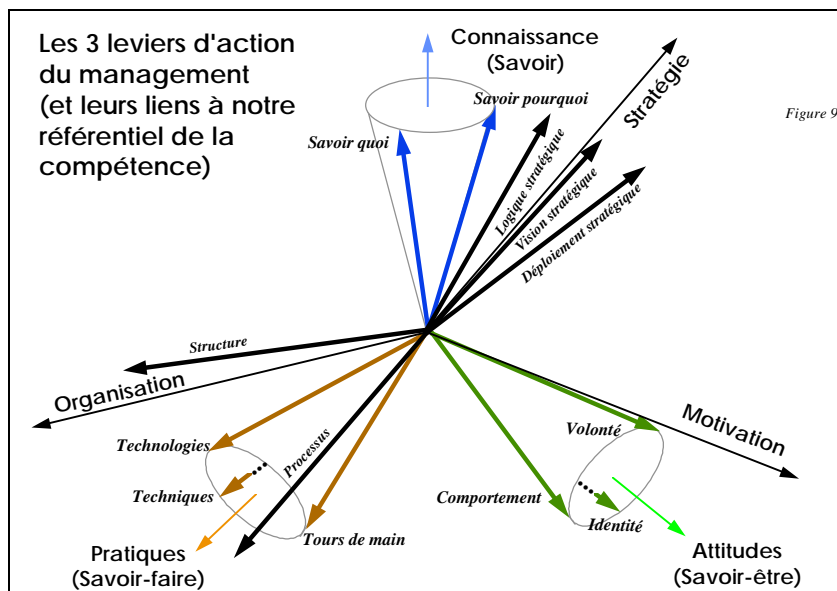 Les 3 leviers d'action
du management
(et leurs liens à notre
référentiel de la
compétence)
Connaissance
(Savoir)
Savoir pourquoi
Savoir quoi
Stratégie
Figure 9
Logique stratégique
Vision stratégique
Déploiement stratégique
Structure
Organisation
Technologies
Processus
Techniques
Tours de main
Pratiques
(Savoir-faire)
Volonté
Motivation
Comportement
Identité
Attitudes
(Savoir-être)